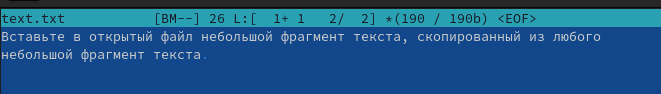 text.txt [BM--] 26 L:[ 1+ 1 2/ 2] *(190 / 190b) <EOF>
Вставьте в открытый файл небольшой фрагмент текста, скопированный из любого
небольшой фрагмент текста.